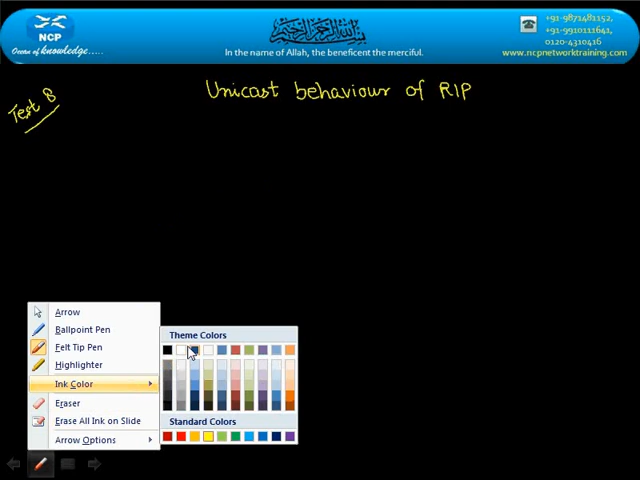 NCP
Ocean of knowledge.....
بسم الله الرحمن الرحيم
In the name of Allah, the beneficent the merciful.
+91-9871481152,
+91-9910111641,
0120-4310416
www.ncpnetworktraining.com
Test 8
Unicast behaviour of RIP
Arrow
Ballpoint Pen
Felt Tip Pen
Highlighter
Ink Color
Eraser
Erase All Ink on Slide
Arrow Options
Theme Colors
Standard Colors